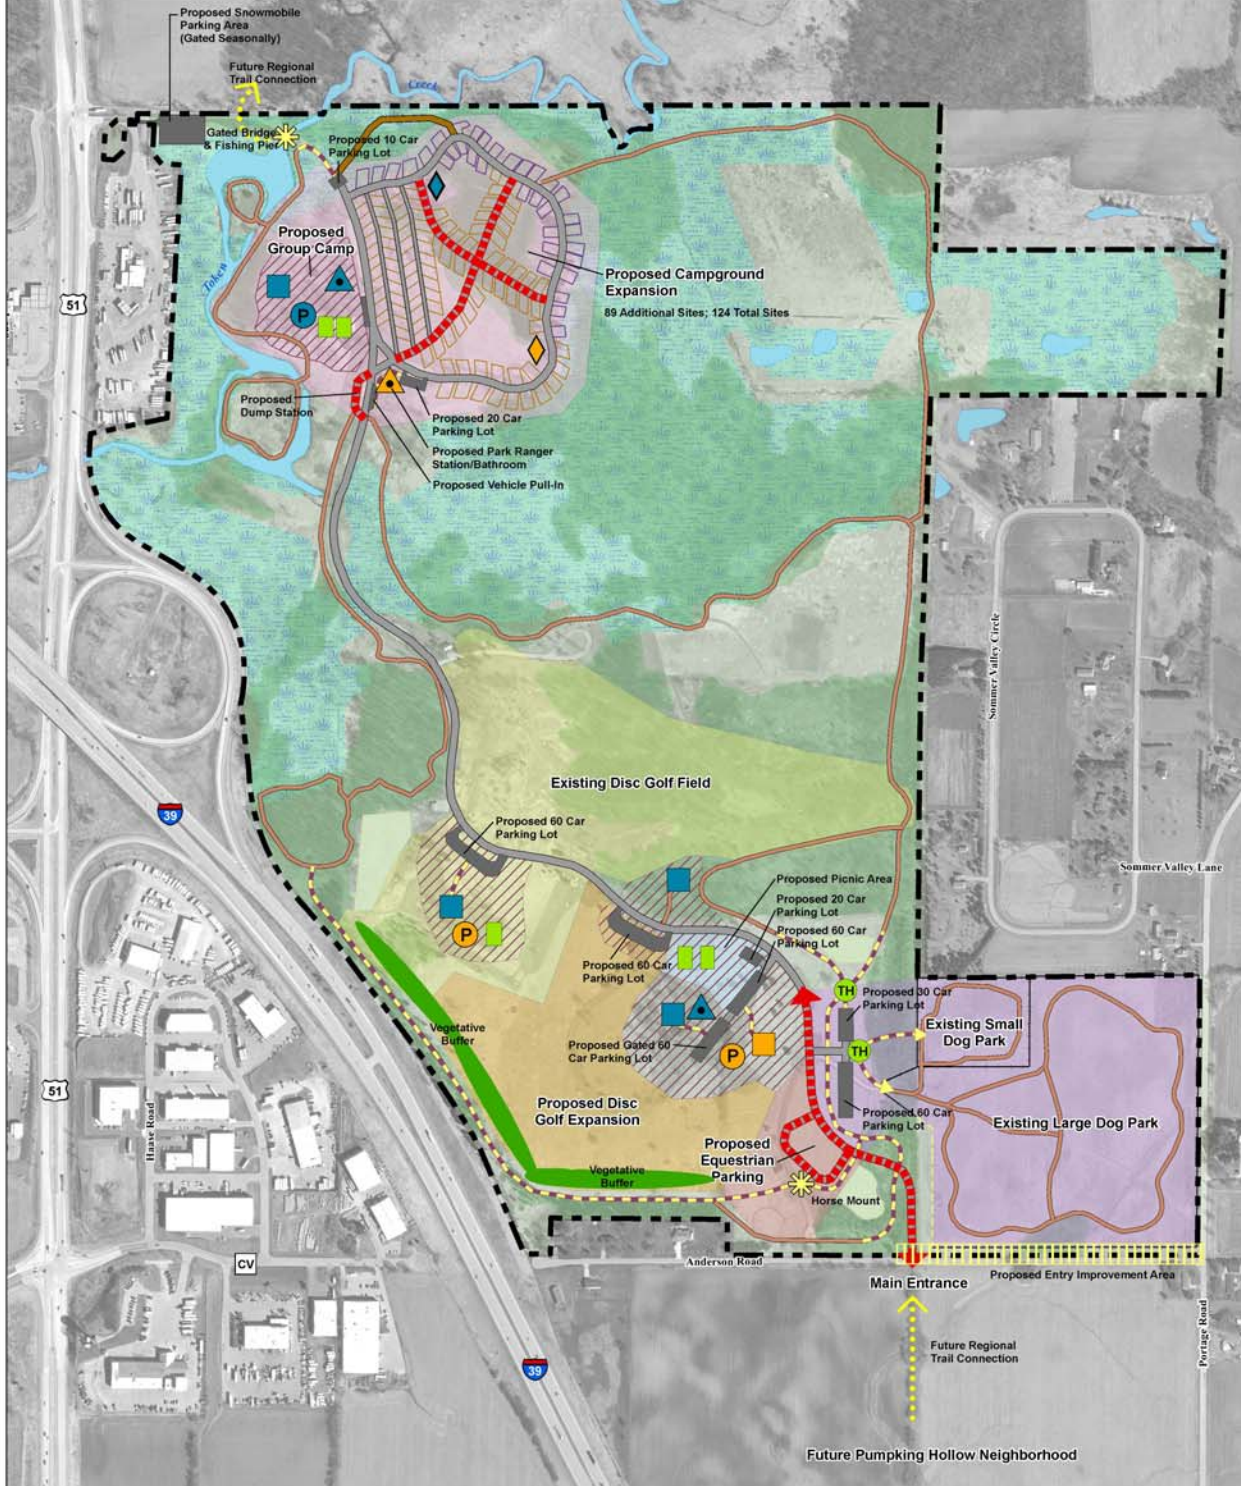 Proposed Snowmobile
Parking Area
(Gated Seasonally)
Future Regional
Trail Connection
Creek
Gated Bridge
& Fishing Pier
Proposed 10 Car
Parking Lot
Proposed
Group Camp
Token
P
51
Proposed Campground
Expansion
89 Additional Sites; 124 Total Sites
Proposed
Dump Station
Proposed 20 Car
Parking Lot
Proposed Park Ranger
Station/Bathroom
Proposed Vehicle Pull-In
Sommer Valley Circle
Existing Disc Golf Field
39
Proposed 60 Car
Parking Lot
Sommer Valley Lane
Proposed Picnic Area
Proposed 20 Car
Parking Lot
Proposed 60 Car
Parking Lot
P
Proposed 60 Car
Parking Lot
TH
Proposed 30 Car
Parking Lot
Vegetative
Buffer
Existing Small
Dog Park
Proposed Gated 60
Car Parking Lot
P
TH
51
Haase Road
Proposed Disc
Golf Expansion
Proposed 60 Car
Parking Lot
Existing Large Dog Park
Proposed
Equestrian
Parking
Vegetative
Buffer
Horse Mount
CV
Anderson Road
Main Entrance
Proposed Entry Improvement Area
Portage Road
Future Regional
Trail Connection
39
Future Pumpking Hollow Neighborhood